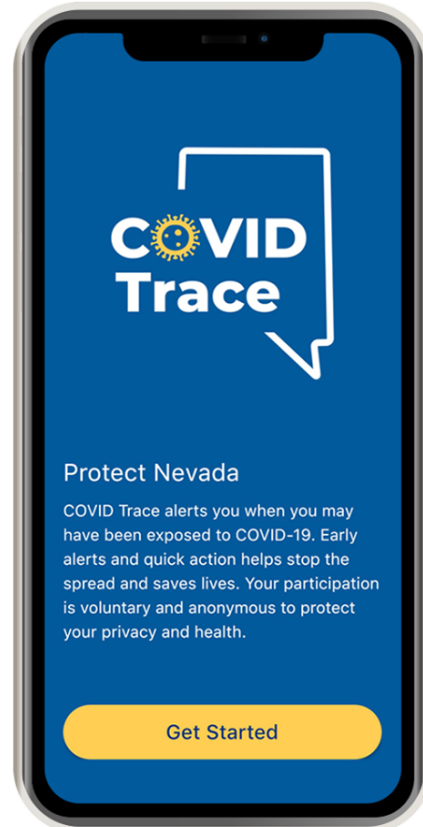 COVID
Trace
Protect Nevada
COVID Trace alerts you when you may
have been exposed to COVID-19. Early
alerts and quick action helps stop the
spread and saves lives. Your participation
is voluntary and anonymous to protect
your privacy and health.
Get Started